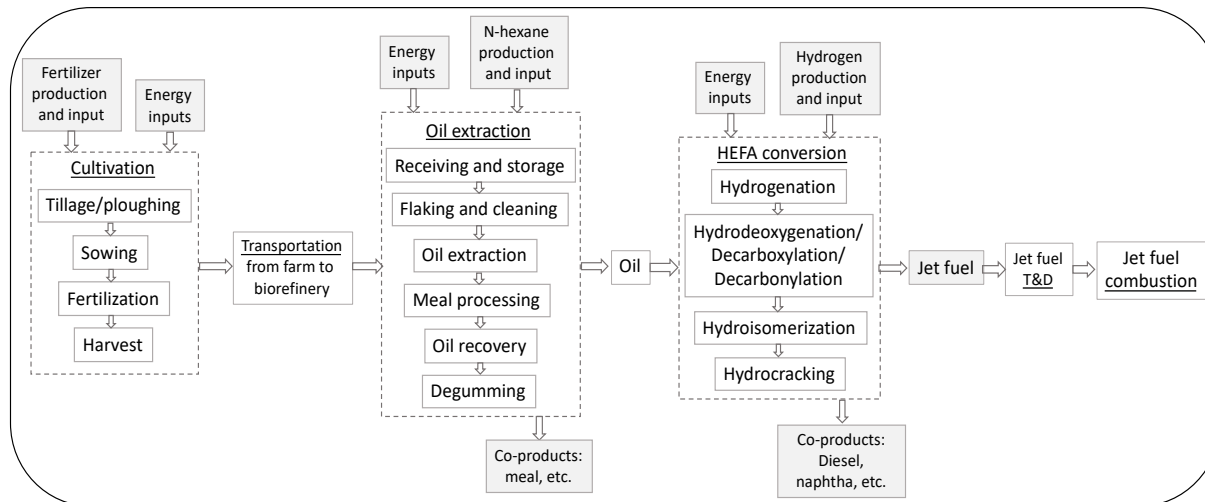 Fertilizer
production
and input
Energy
inputs
Cultivation
Tillage/ploughing
Sowing
Fertilization
Harvest
Transportation
from farm to
biorefinery
Energy
inputs
N-hexane
production
and input
Oil extraction
Receiving and storage
Flaking and cleaning
Oil extraction
Meal processing
Oil recovery
Degumming
Co-products:
meal, etc.
Oil
Energy
inputs
Hydrogen
production
and input
HEFA conversion
Hydrogenation
Hydrodeoxygenation/
Decarboxylation/
Decarbonylation
Hydroisomerization
Hydrocracking
Co-products:
Diesel,
naphtha, etc.
Jet fuel
Jet fuel
T&D
Jet fuel
combustion